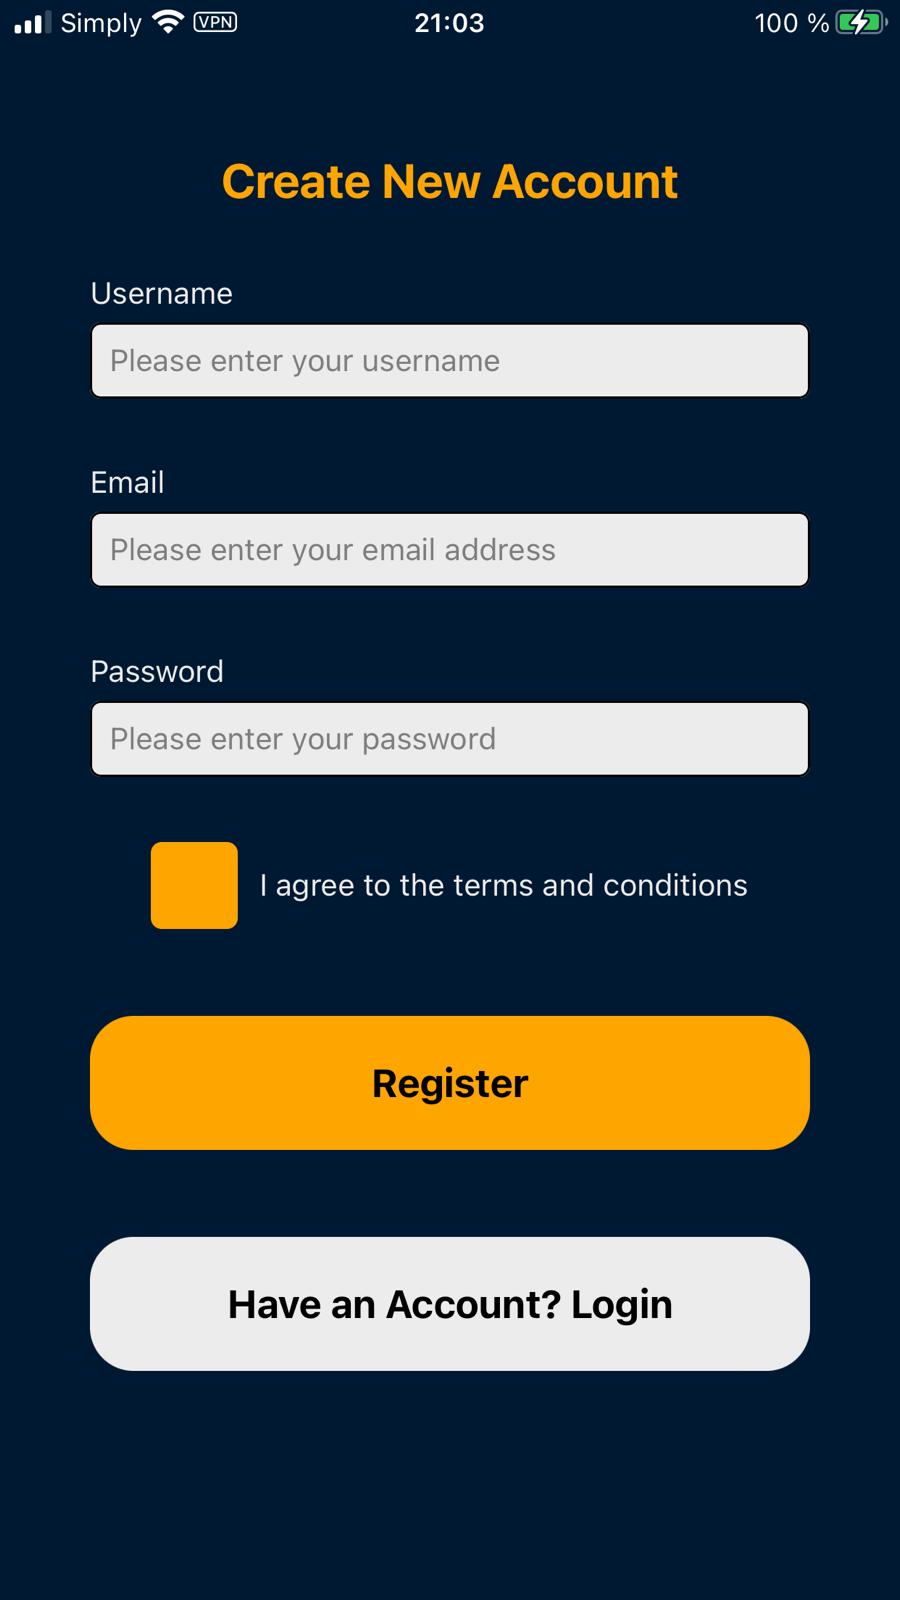 Simply VPN 21:03 100 %
Create New Account
Username
Please enter your username
Email
Please enter your email address
Password
Please enter your password
I agree to the terms and conditions
Register
Have an Account? Login